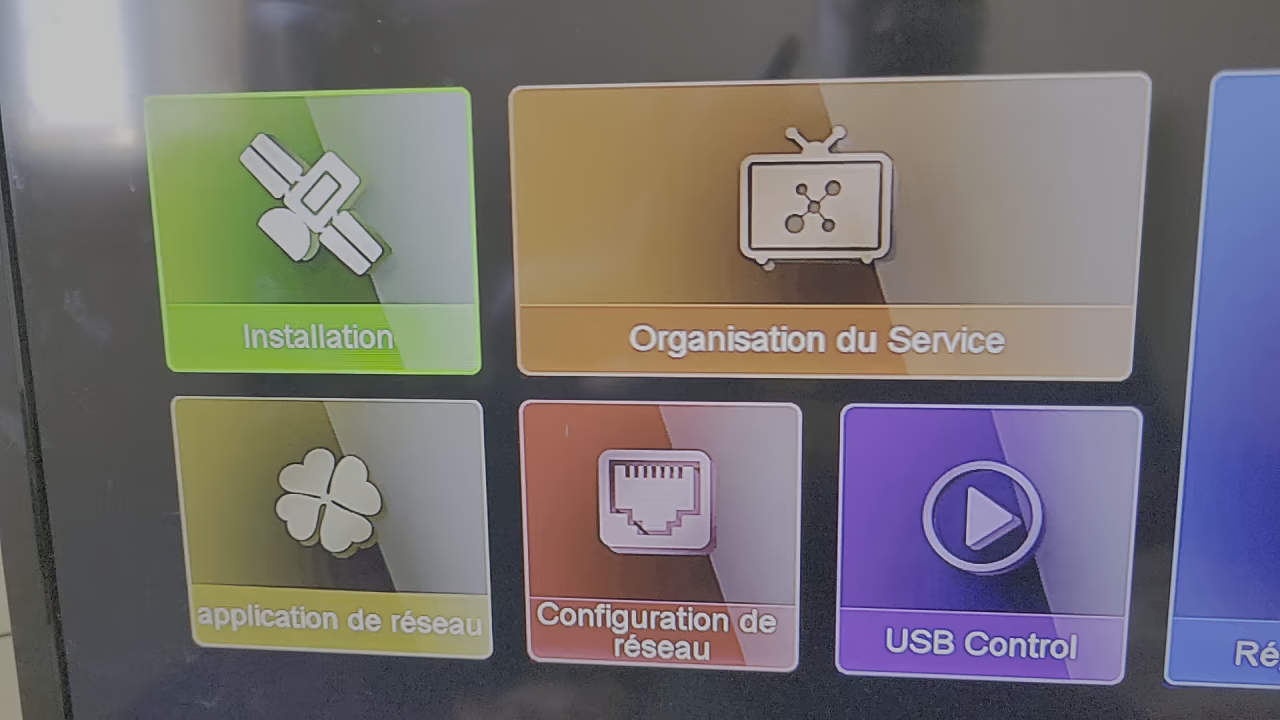 Installation
Organisation du Service
application de réseau
Configuration de
réseau
USB Control